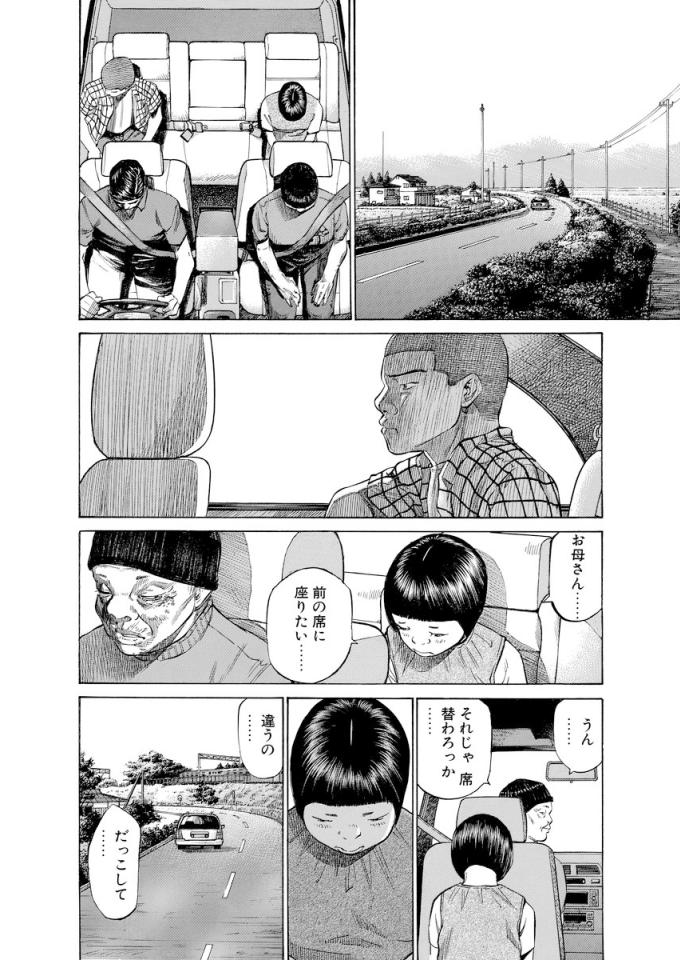 お母さん……
前の席に
座りたい……
うん
……
それじゃ 席
替わろっか
……
違うの
……
だっこして
……